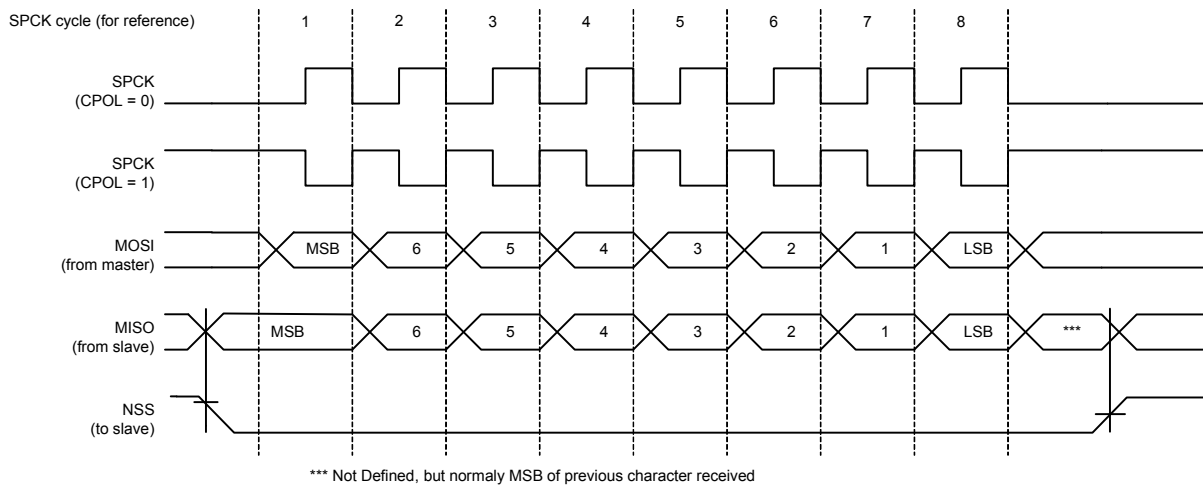 SPCK cycle (for reference) 1 2 3 4 5 6 7 8
SPCK
(CPOL = 0)
SPCK
(CPOL = 1)
MOSI
(from master)
MSB 6 5 4 3 2 1 LSB
MISO
(from slave)
MSB 6 5 4 3 2 1 LSB ***
NSS
(to slave)
*** Not Defined, but normaly MSB of previous character received